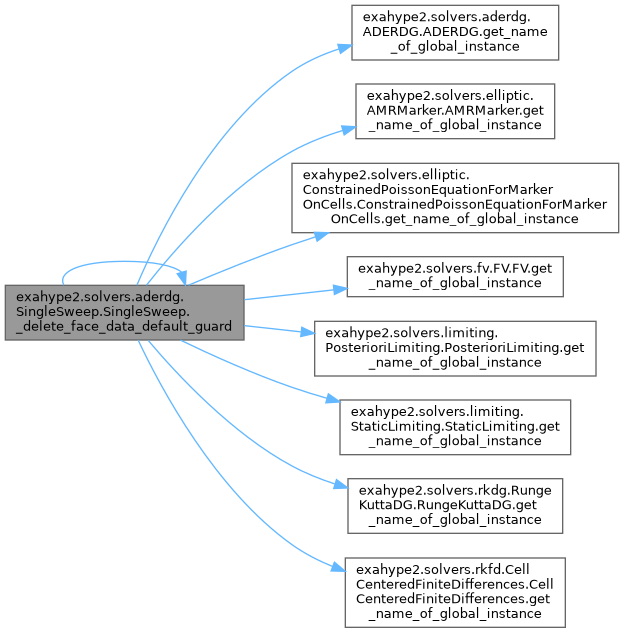 exahype2.solvers.aderdg.
ADERDG.ADERDG.get_name
_of_global_instance
exahype2.solvers.elliptic.
AMRMarker.AMRMarker.get
_name_of_global_instance
exahype2.solvers.elliptic.
ConstrainedPoissonEquationForMarker
OnCells.ConstrainedPoissonEquationForMarker
OnCells.get_name_of_global_instance
exahype2.solvers.fv.FV.FV.get
_name_of_global_instance
exahype2.solvers.aderdg.
SingleSweep.SingleSweep.
_delete_face_data_default_guard
exahype2.solvers.limiting.
PosterioriLimiting.PosterioriLimiting.get
_name_of_global_instance
exahype2.solvers.limiting.
StaticLimiting.StaticLimiting.get
_name_of_global_instance
exahype2.solvers.rkdg.Runge
KuttaDG.RungeKuttaDG.get
_name_of_global_instance
exahype2.solvers.rkfd.Cell
CenteredFiniteDifferences.Cell
CenteredFiniteDifferences.get
_name_of_global_instance